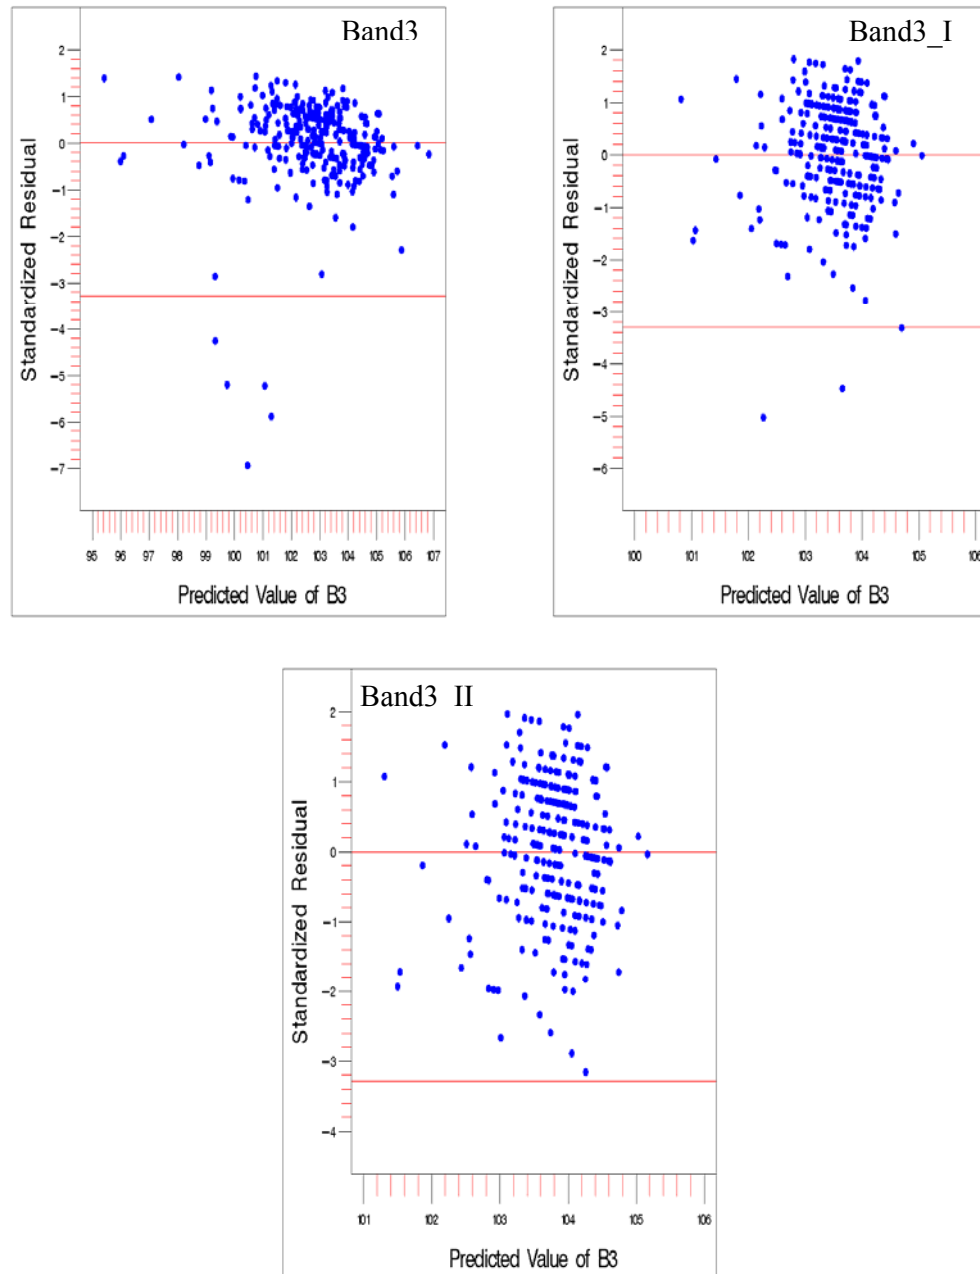 Band3
2
1
0
−1
−2
−3
−4
−5
−6
−7
Standardized Residual
95 96 97 98 99 100 101 102 103 104 105 106 107
Predicted Value of B3
Band3_I
2
1
0
−1
−2
−3
−4
−5
−6
Standardized Residual
100 101 102 103 104 105 106
Predicted Value of B3
Band3 II
2
1
0
−1
−2
−3
−4
Standardized Residual
101 102 103 104 105 106
Predicted Value of B3